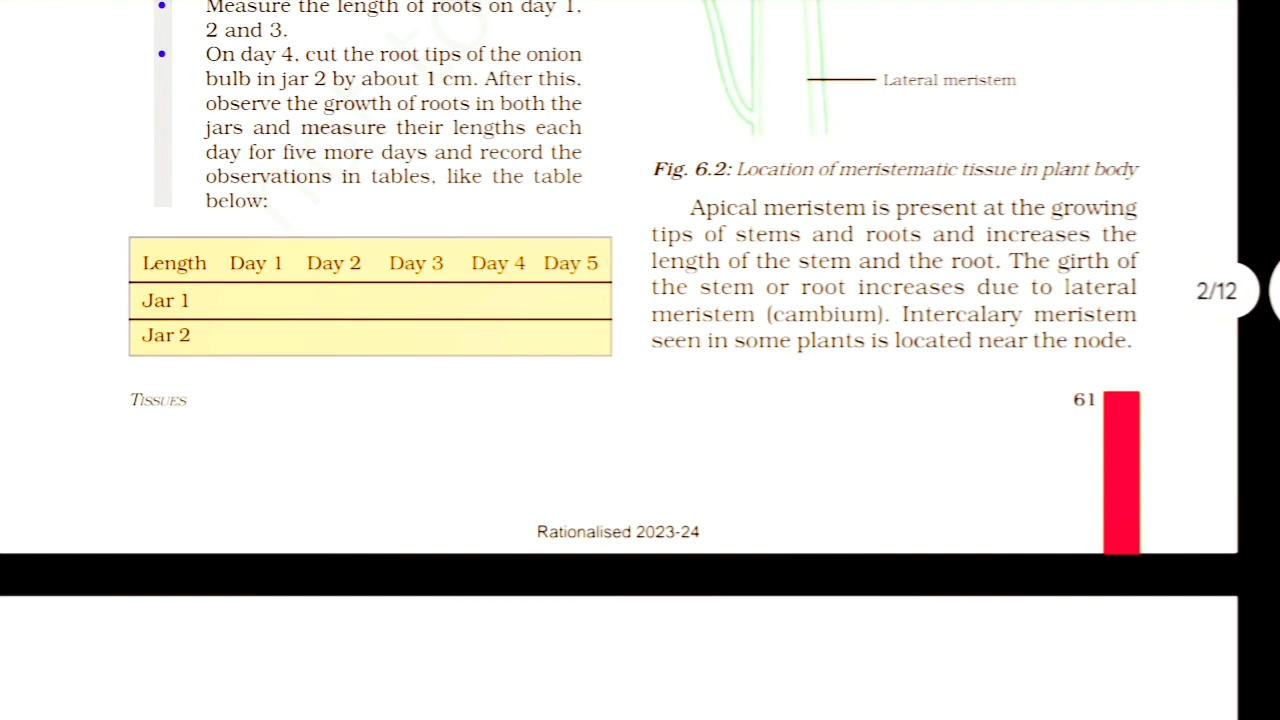 Measure the length of roots on day 1,
2 and 3.
• On day 4, cut the root tips of the onion
bulb in jar 2 by about 1 cm. After this,
observe the growth of roots in both the
jars and measure their lengths each
day for five more days and record the
observations in tables, like the table
below:
Length Day 1 Day 2 Day 3 Day 4 Day 5
Jar 1
Jar 2
Lateral meristem
Fig. 6.2: Location of meristematic tissue in plant body
Apical meristem is present at the growing
tips of stems and roots and increases the
length of the stem and the root. The girth of
the stem or root increases due to lateral
meristem (cambium). Intercalary meristem
seen in some plants is located near the node.
2/12
TISSUES
61
Rationalised 2023-24